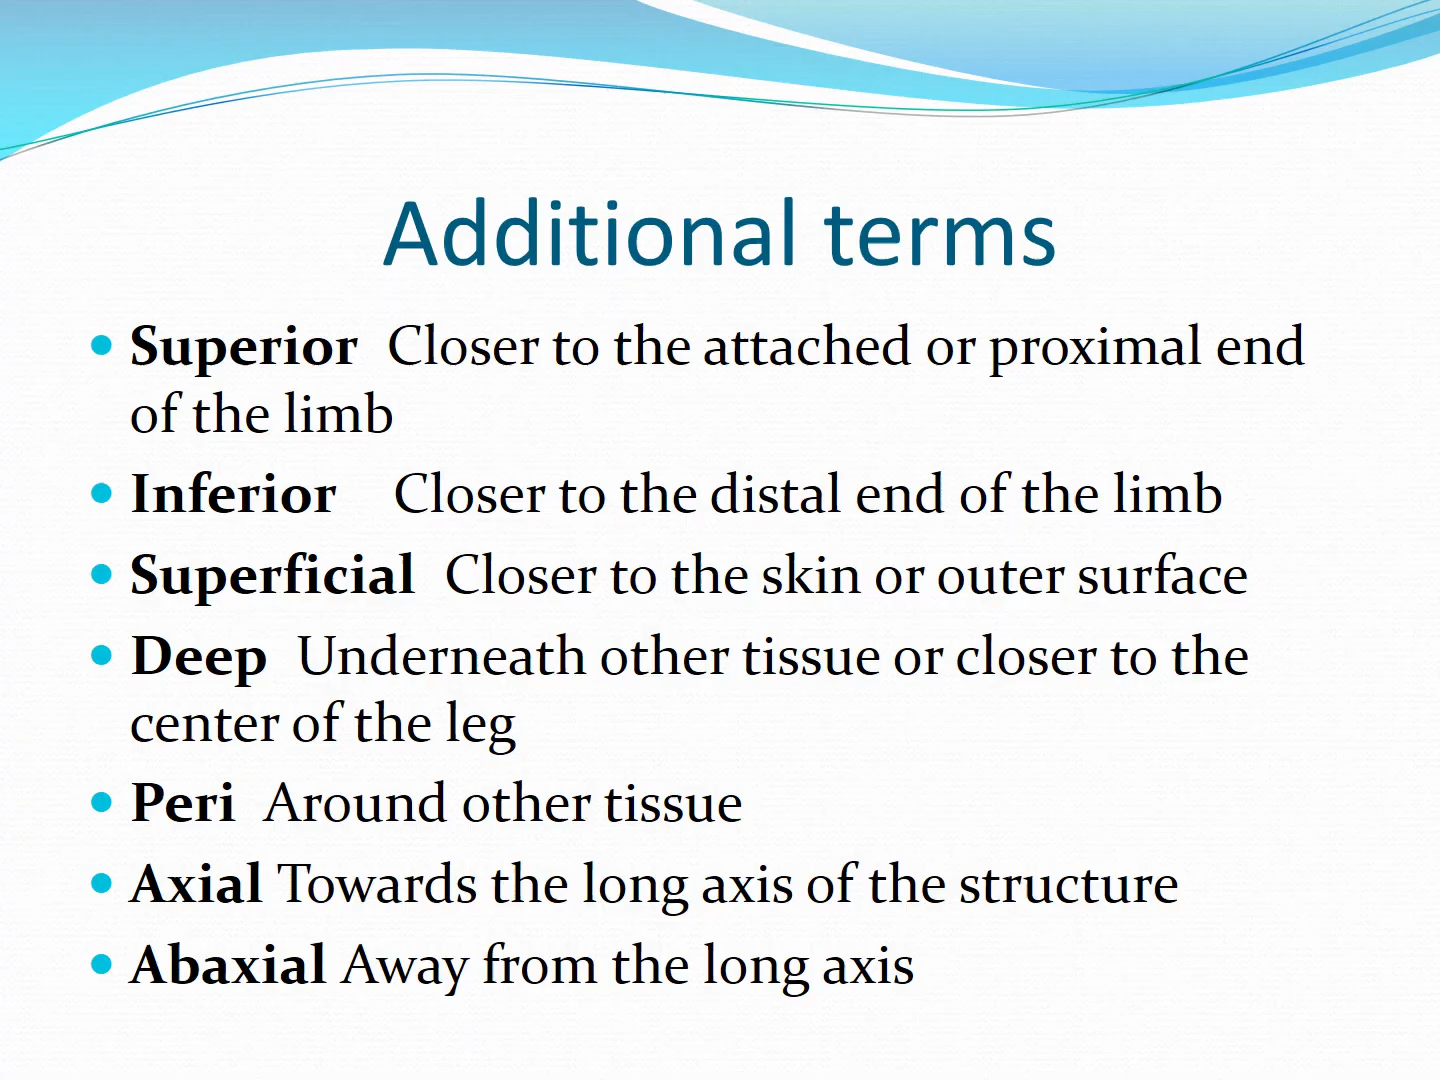 Additional terms
Superior Closer to the attached or proximal end
of the limb
Inferior Closer to the distal end of the limb
Superficial Closer to the skin or outer surface
Deep Underneath other tissue or closer to the
center of the leg
Peri Around other tissue
Axial Towards the long axis of the structure
Abaxial Away from the long axis